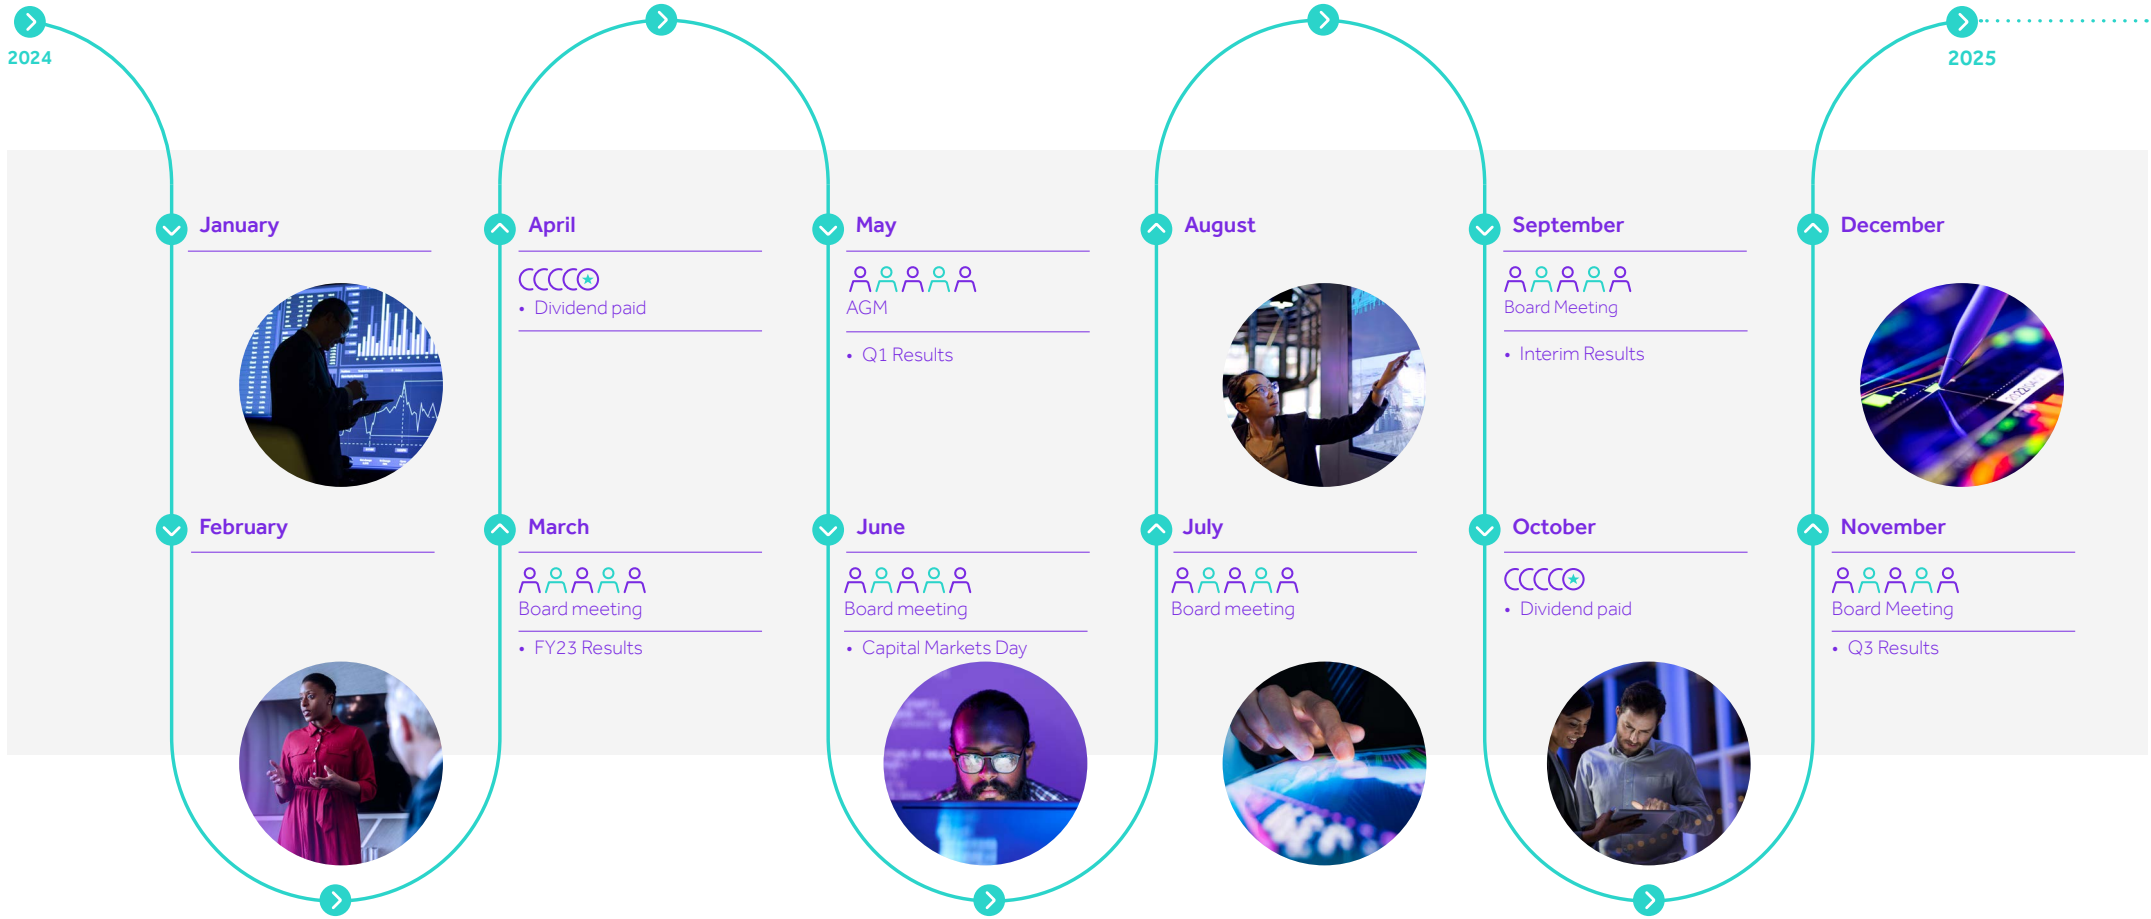 2024
2025
January
February
March
Board meeting
• FY23 Results
April
• Dividend paid
May
AGM
• Q1 Results
June
Board meeting
• Capital Markets Day
July
Board meeting
August
September
Board Meeting
• Interim Results
October
• Dividend paid
November
Board Meeting
• Q3 Results
December